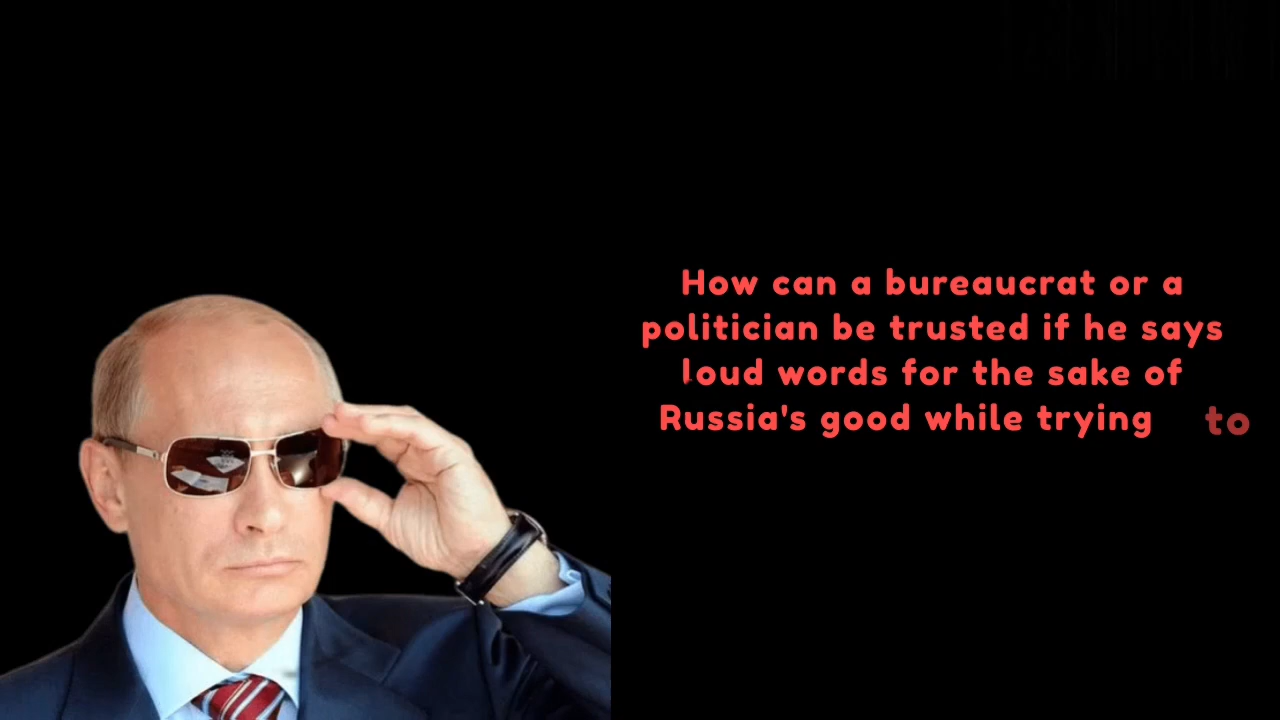 How can a bureaucrat or a
politician be trusted if he says
loud words for the sake of
Russia's good while trying to